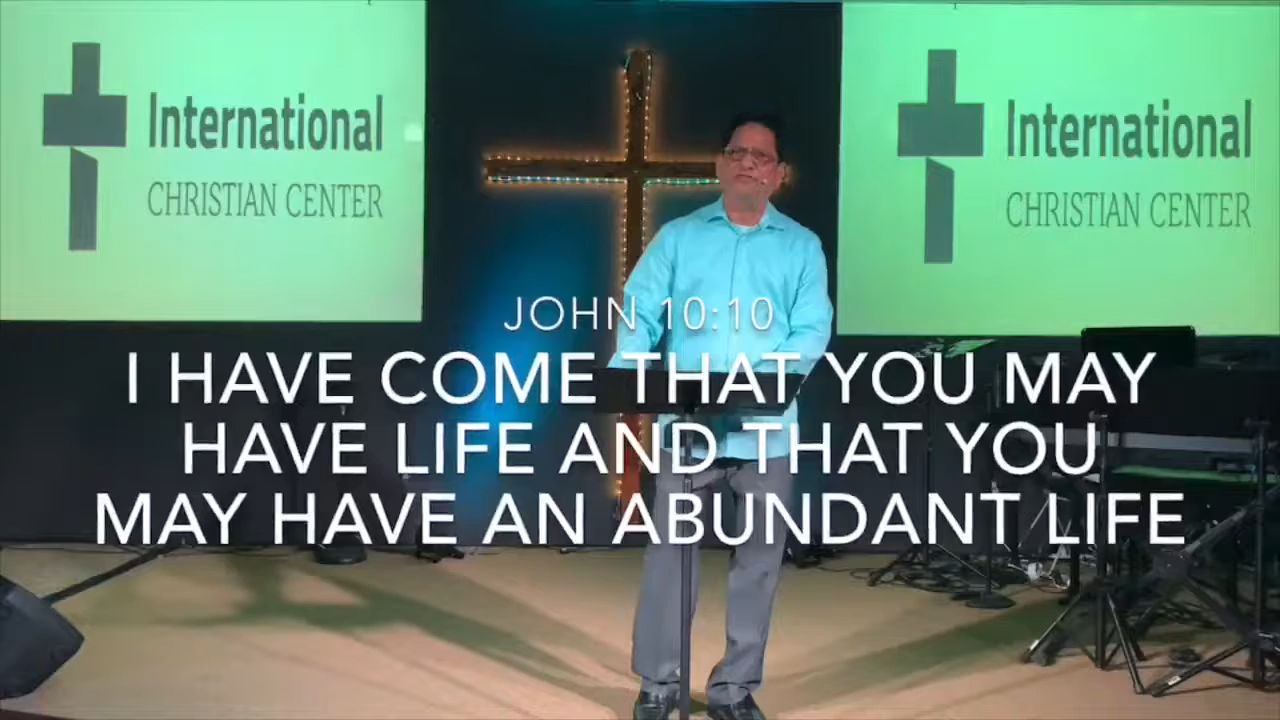 International
CHRISTIAN CENTER
International
CHRISTIAN CENTER
JOHN 10:10
I HAVE COME THAT YOU MAY
HAVE LIFE AND THAT YOU
MAY HAVE AN ABUNDANT LIFE